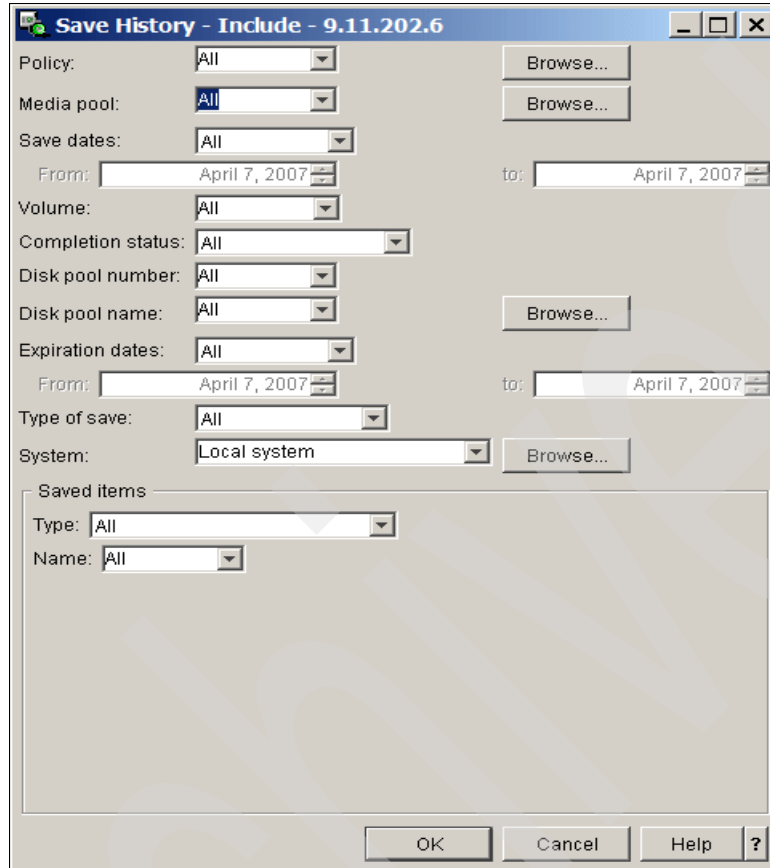 Save History - Include - 9.11.202.6
Policy: All Browse...
Media pool: All Browse...
Save dates: All
From: April 7, 2007 to: April 7, 2007
Volume: All
Completion status: All
Disk pool number: All
Disk pool name: All Browse...
Expiration dates: All
From: April 7, 2007 to: April 7, 2007
Type of save: All
System: Local system Browse...
Saved items
Type: All
Name: All
OK Cancel Help ?